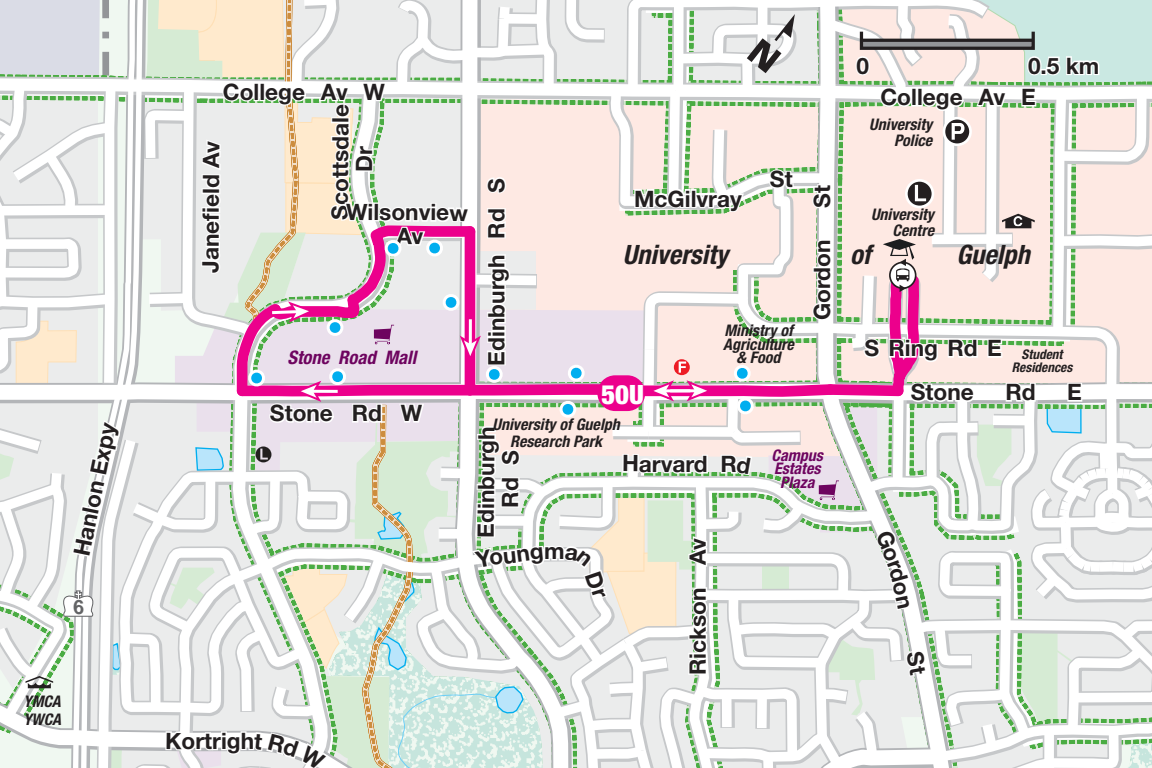 N
0
0.5 km
College Av W
College Av E
University
Police
P
Scottsdale
Dr
Janefield Av
L
University
Centre
C
McGilvray St
Wilsonview
Av
Edinburgh Rd S
Gordon St
University of Guelph
Stone Road Mall
Ministry of
Agriculture
& Food
S Ring Rd E
Student
Residences
F
50U
Stone Rd W
Stone Rd E
University of Guelph
Research Park
L
Edinburgh
Rd S
Harvard Rd
Campus
Estates
Plaza
Hanlon Expy
6
Youngman Dr
Rickson Av
Gordon St
YMCA
YWCA
Kortright Rd W